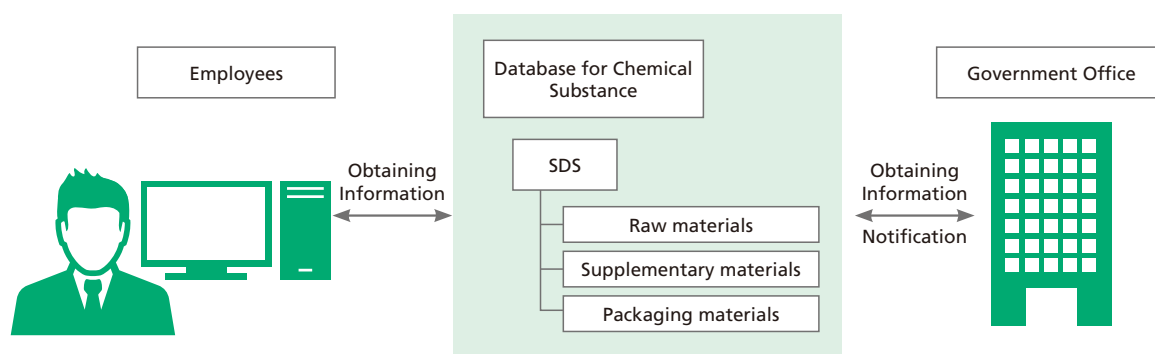 Employees
Database for Chemical
Substance
Government Office
SDS
Obtaining
Information
Obtaining
Information
Notification
Raw materials
Supplementary materials
Packaging materials